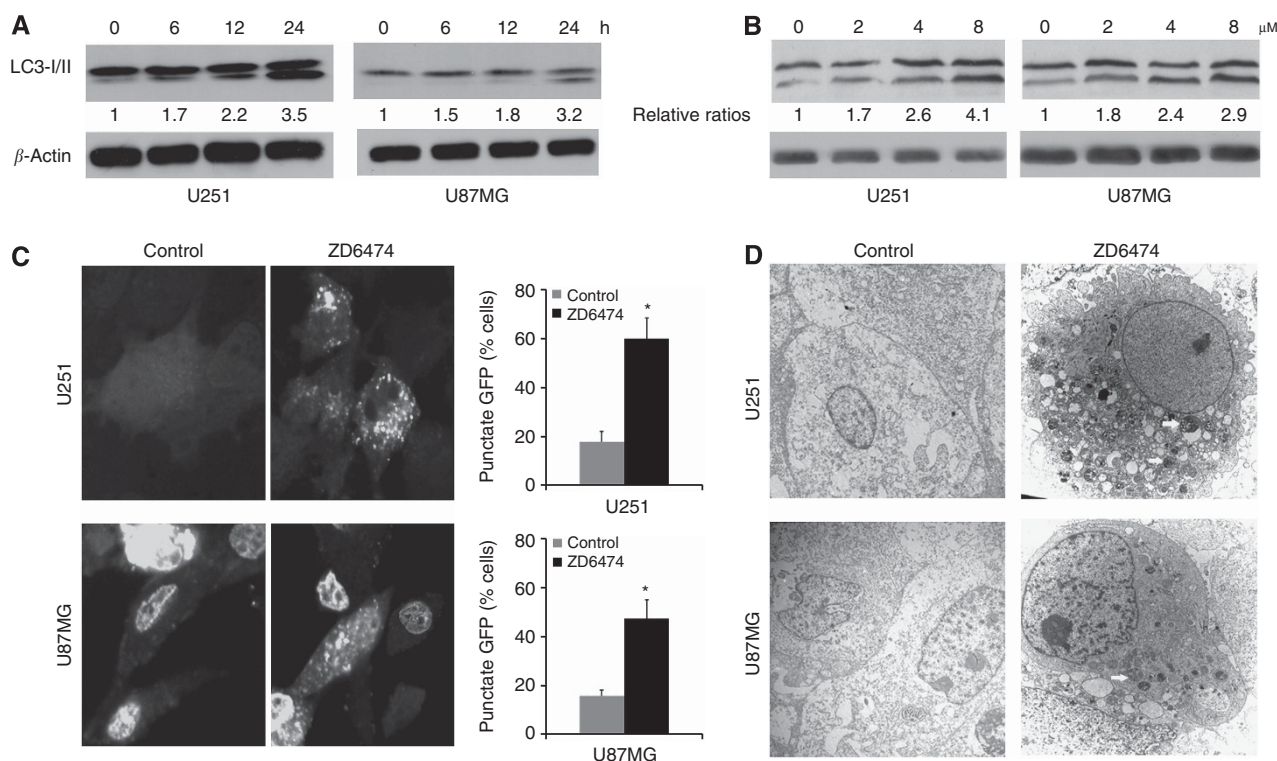 A
0 6 12 24 0 6 12 24 h
LC3-I/II
1 1.7 2.2 3.5 1 1.5 1.8 3.2
β-Actin
U251 U87MG
B
0 2 4 8 0 2 4 8 μM
Relative ratios 1 1.7 2.6 4.1 1 1.8 2.4 2.9
U251 U87MG
C
Control ZD6474
U251
U87MG
80
60
40
20
0
Punctate GFP (% cells)
Control
ZD6474
*
U251
80
60
40
20
0
Punctate GFP (% cells)
Control
ZD6474
*
U87MG
D
Control ZD6474
U251
U87MG